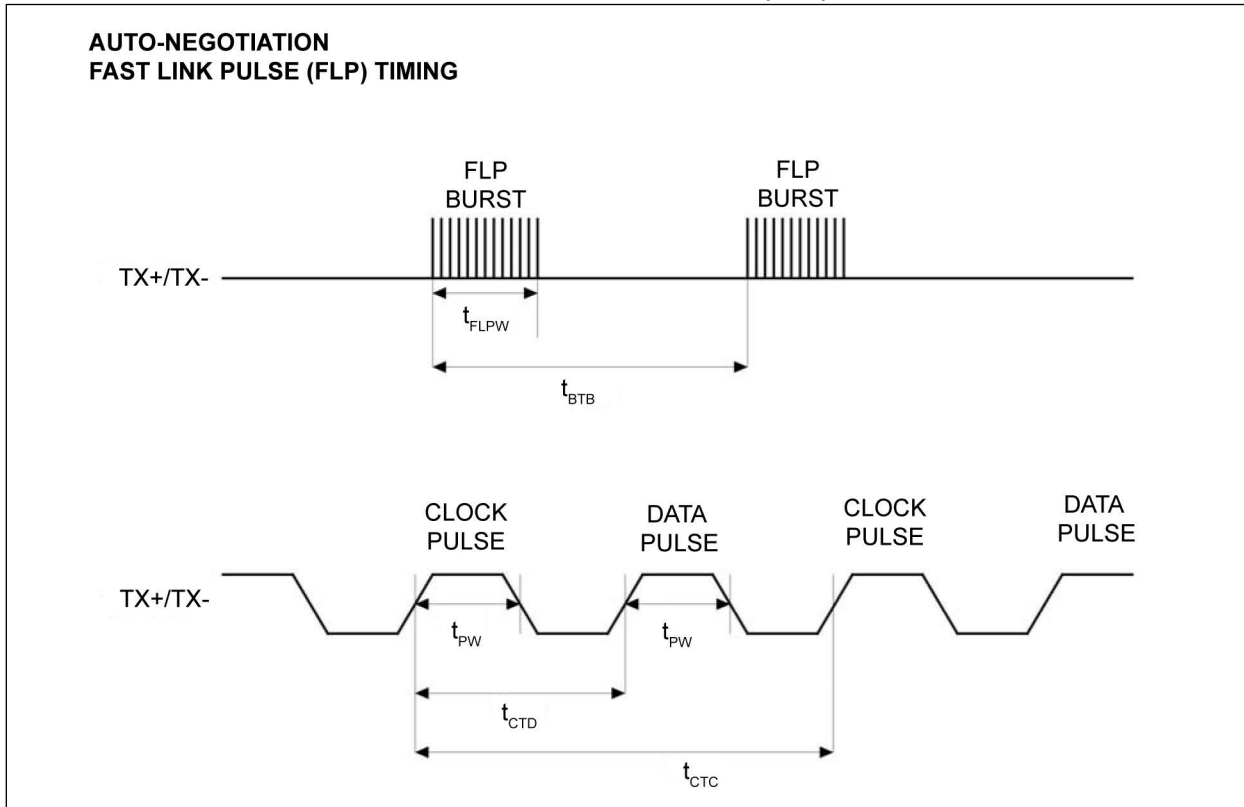 AUTO-NEGOTIATION
FAST LINK PULSE (FLP) TIMING
FLP
BURST
FLP
BURST
TX+/TX-
tFLPW
tBTB
CLOCK
PULSE
DATA
PULSE
CLOCK
PULSE
DATA
PULSE
TX+/TX-
tPW
tPW
tCTD
tCTC